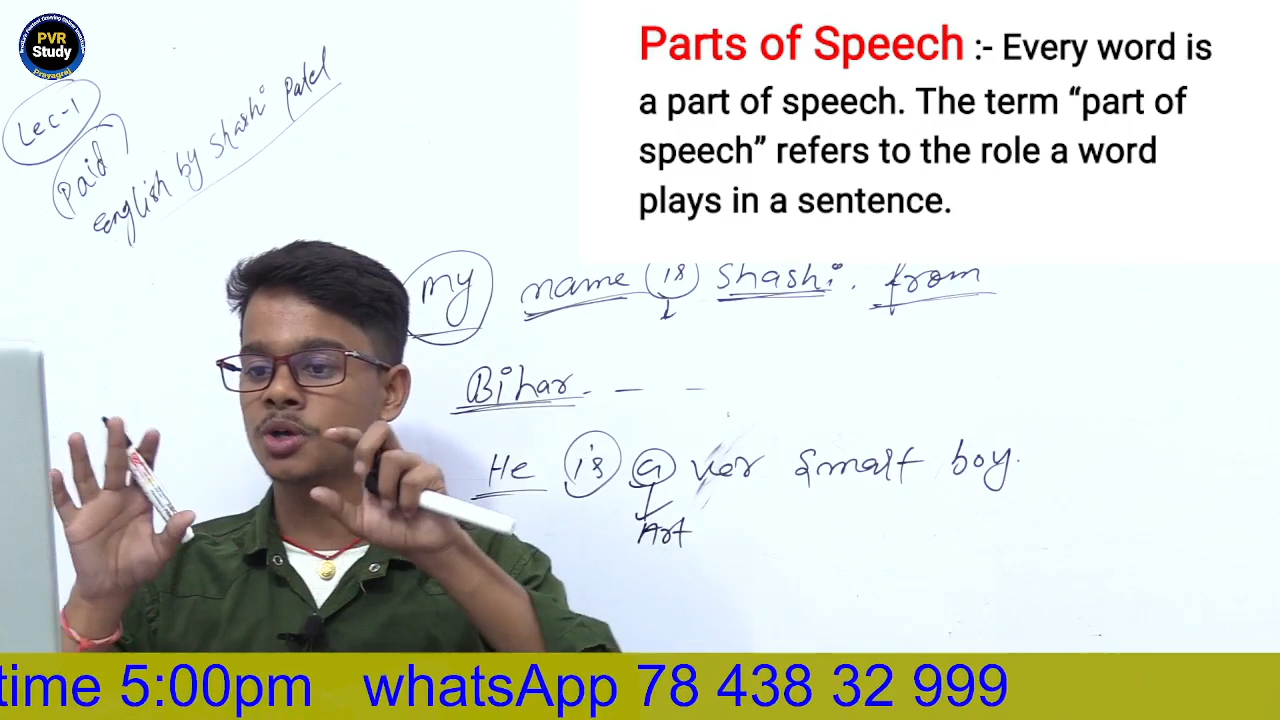 PVR
Study
Prayagraj
Lec-1
Paid
English by Shashi Patel
Parts of Speech :- Every word is
a part of speech. The term “part of
speech” refers to the role a word
plays in a sentence.
my name is Shashi. from
Bihar - - -
He is a ver smart boy.
Art
time 5:00pm whatsApp 78 438 32 999